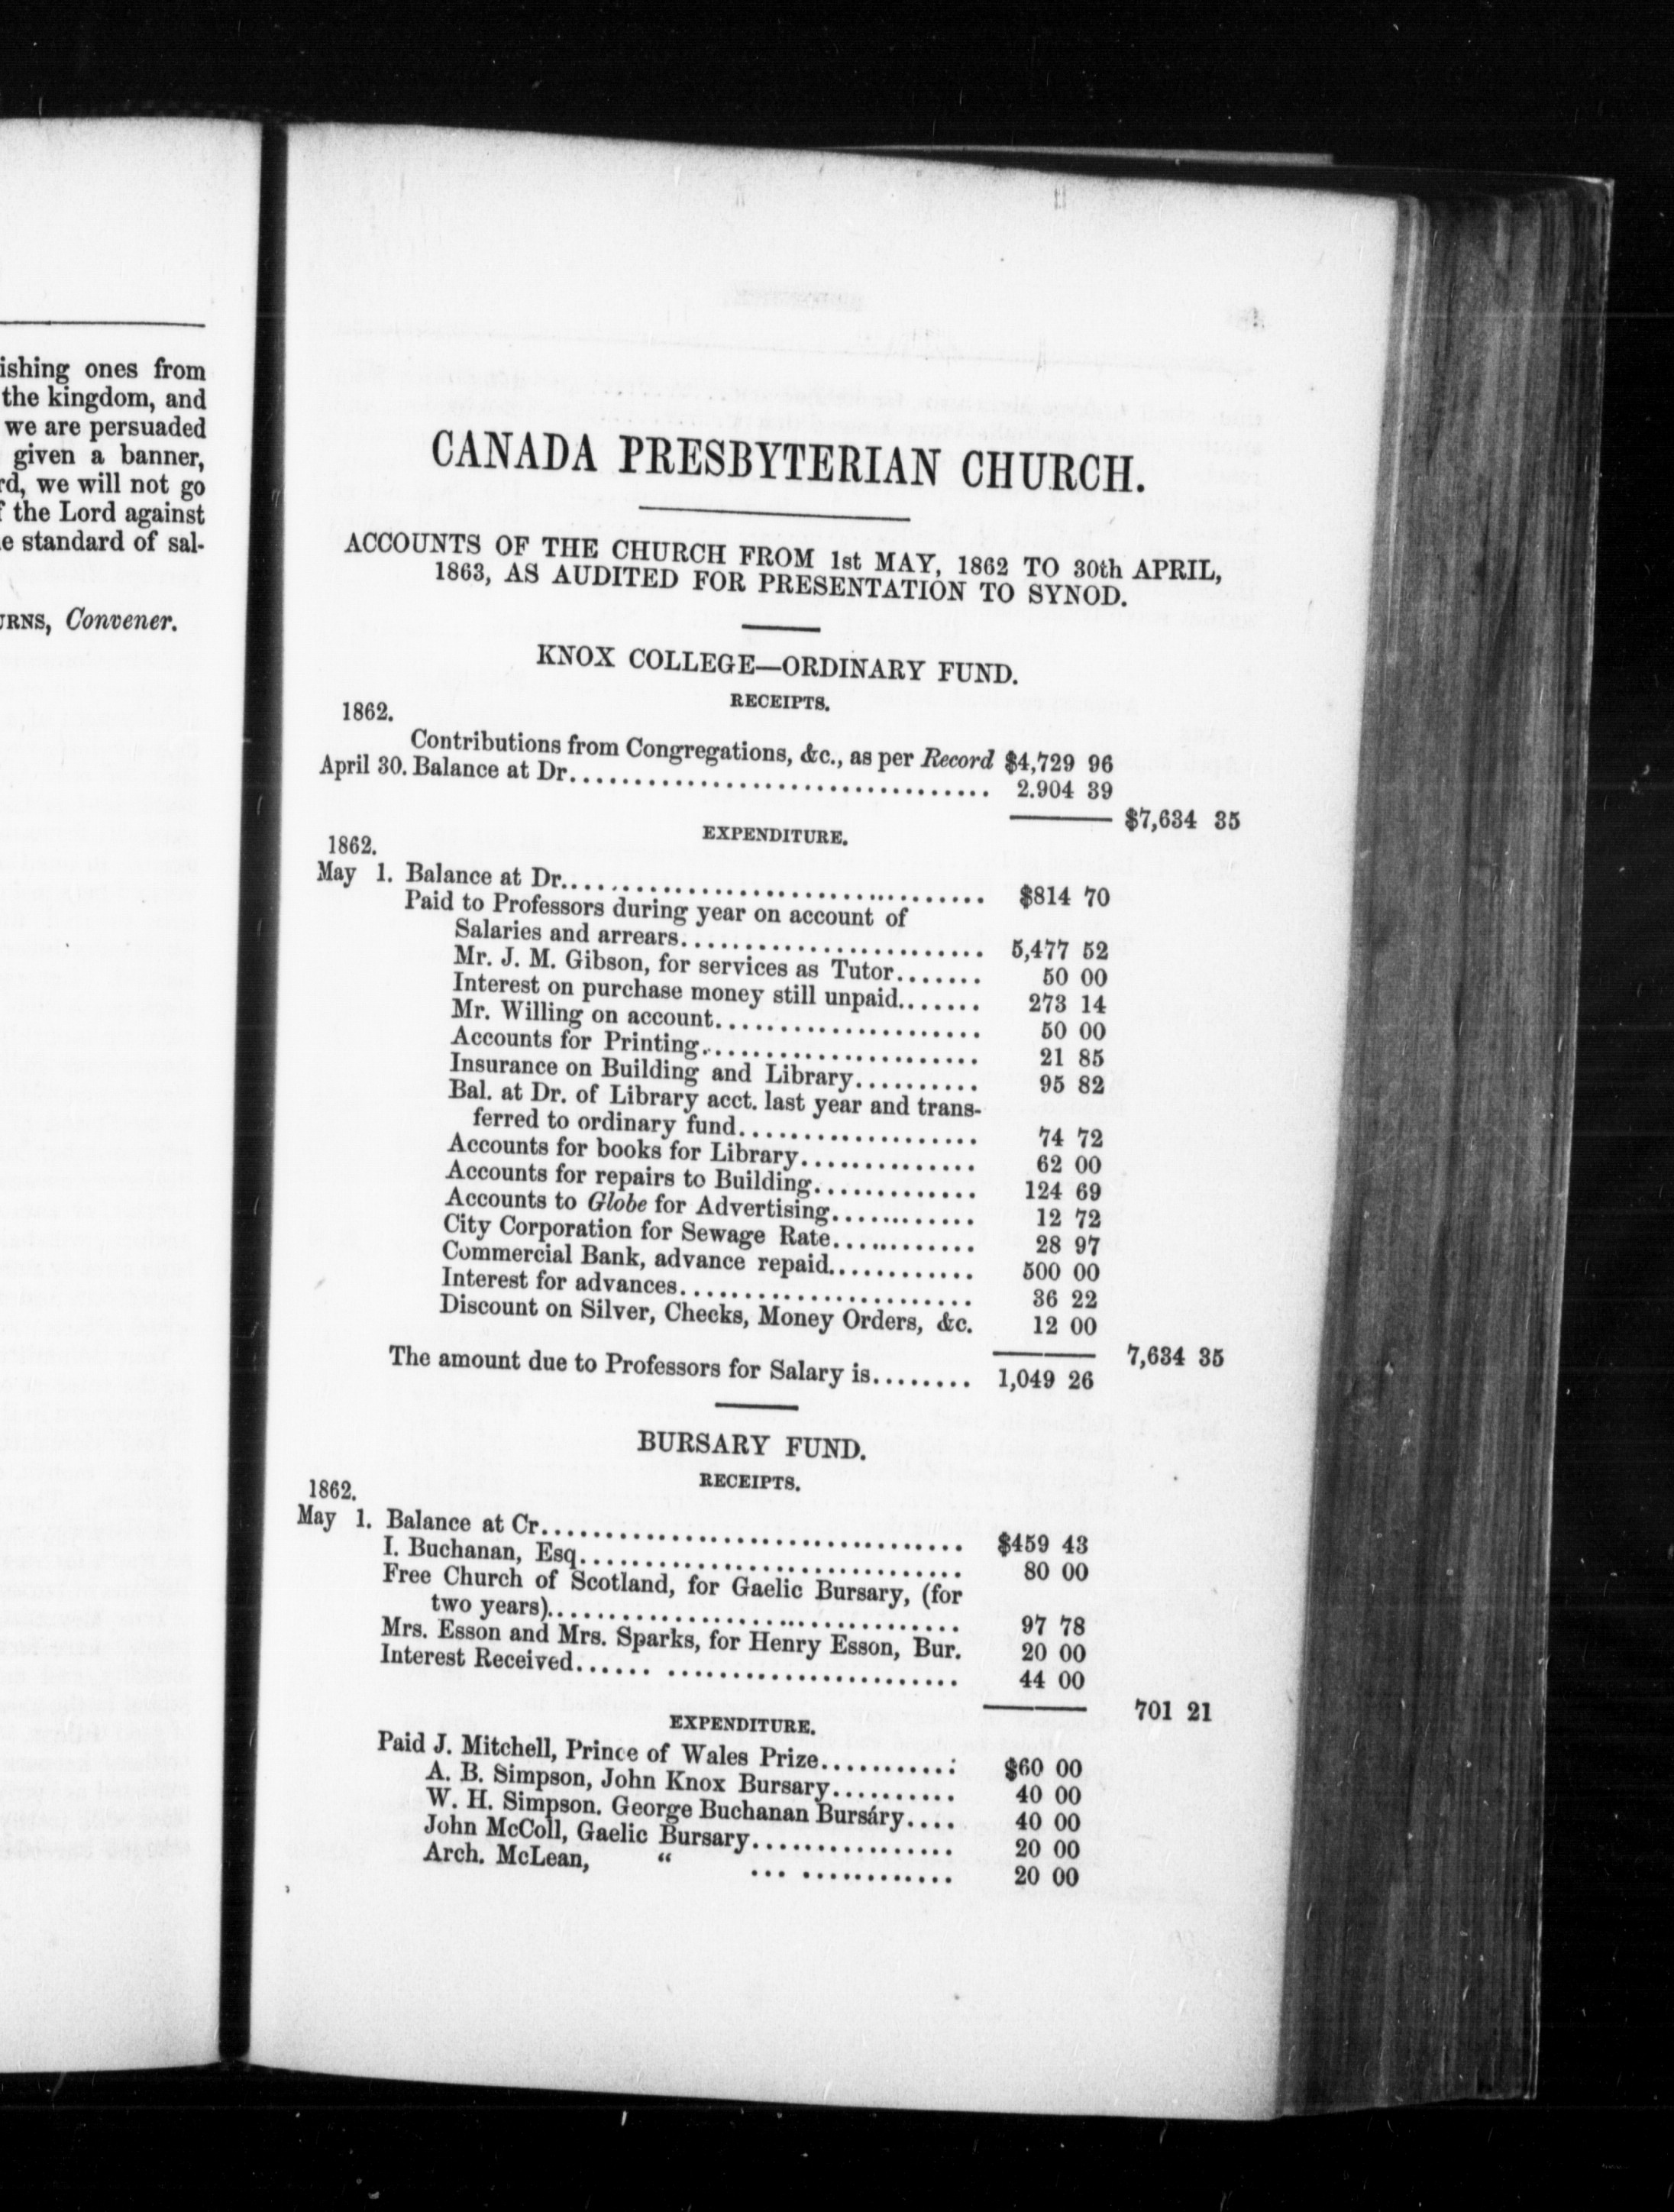 ishing ones from
the kingdom, and
we are persuaded
given a banner,
rd, we will not go
f the Lord against
e standard of sal-
URNS, Convener.
CANADA PRESBYTERIAN CHURCH.
ACCOUNTS OF THE CHURCH FROM 1st MAY, 1862 TO 30th APRIL,
1863, AS AUDITED FOR PRESENTATION TO SYNOD.
KNOX COLLEGE—ORDINARY FUND.
RECEIPTS.
1862.
Contributions from Congregations, &c., as per Record $4,729 96
April 30. Balance at Dr................................. 2.904 39
$7,634 35
EXPENDITURE.
1862.
May 1. Balance at Dr................................. $814 70
Paid to Professors during year on account of
Salaries and arrears........................ 5,477 52
Mr. J. M. Gibson, for services as Tutor....... 50 00
Interest on purchase money still unpaid....... 273 14
Mr. Willing on account..................... 50 00
Accounts for Printing...................... 21 85
Insurance on Building and Library.......... 95 82
Bal. at Dr. of Library acct. last year and trans-
ferred to ordinary fund................... 74 72
Accounts for books for Library.............. 62 00
Accounts for repairs to Building............. 124 69
Accounts to Globe for Advertising............ 12 72
City Corporation for Sewage Rate............ 28 97
Commercial Bank, advance repaid............ 500 00
Interest for advances....................... 36 22
Discount on Silver, Checks, Money Orders, &c. 12 00
7,634 35
The amount due to Professors for Salary is........ 1,049 26
BURSARY FUND.
RECEIPTS.
1862.
May 1. Balance at Cr................................. $459 43
I. Buchanan, Esq.............................. 80 00
Free Church of Scotland, for Gaelic Bursary, (for
two years)................................ 97 78
Mrs. Esson and Mrs. Sparks, for Henry Esson, Bur. 20 00
Interest Received...... ....................... 44 00
701 21
EXPENDITURE.
Paid J. Mitchell, Prince of Wales Prize...........: $60 00
A. B. Simpson, John Knox Bursary.......... 40 00
W. H. Simpson. George Buchanan Bursáry.... 40 00
John McColl, Gaelic Bursary................ 20 00
Arch. McLean, “ ... ............ 20 00